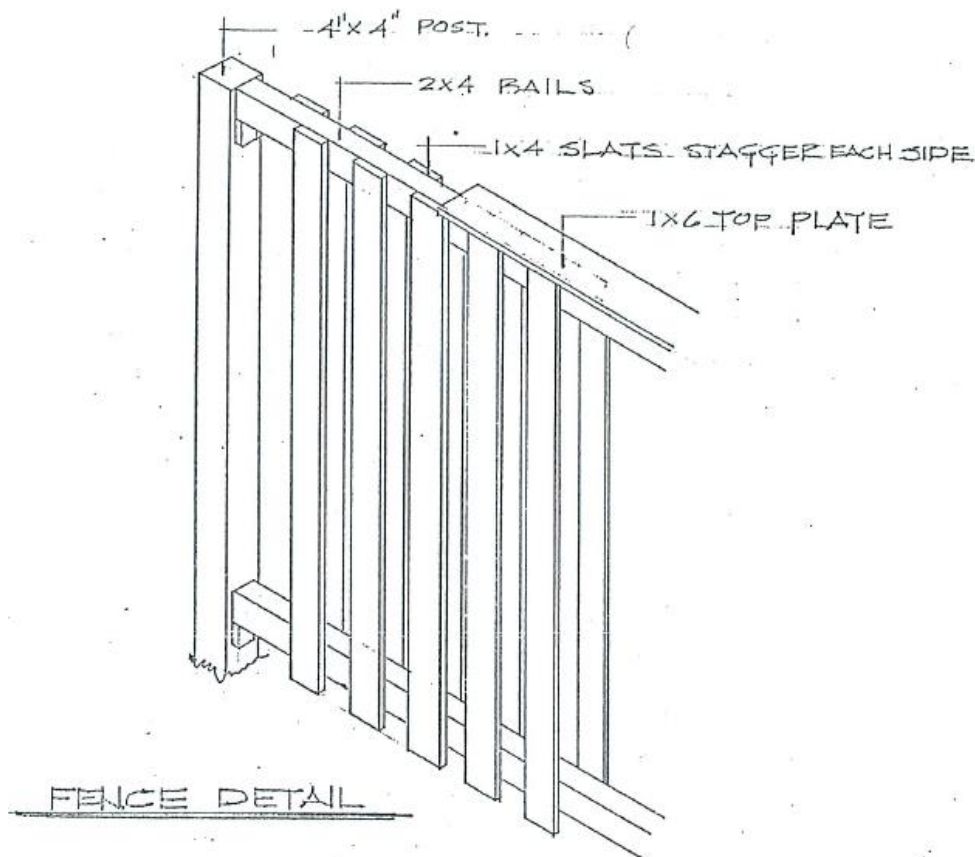 4"X4" POST.
2X4 RAILS
1X4 SLATS STAGGER EACH SIDE
1X6 TOP PLATE
FENCE DETAIL